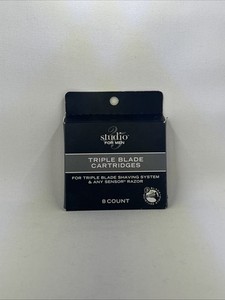 studio
FOR MEN
TRIPLE BLADE
CARTRIDGES
FOR TRIPLE BLADE SHAVING SYSTEM
& ANY SENSOR® RAZOR
8 COUNT